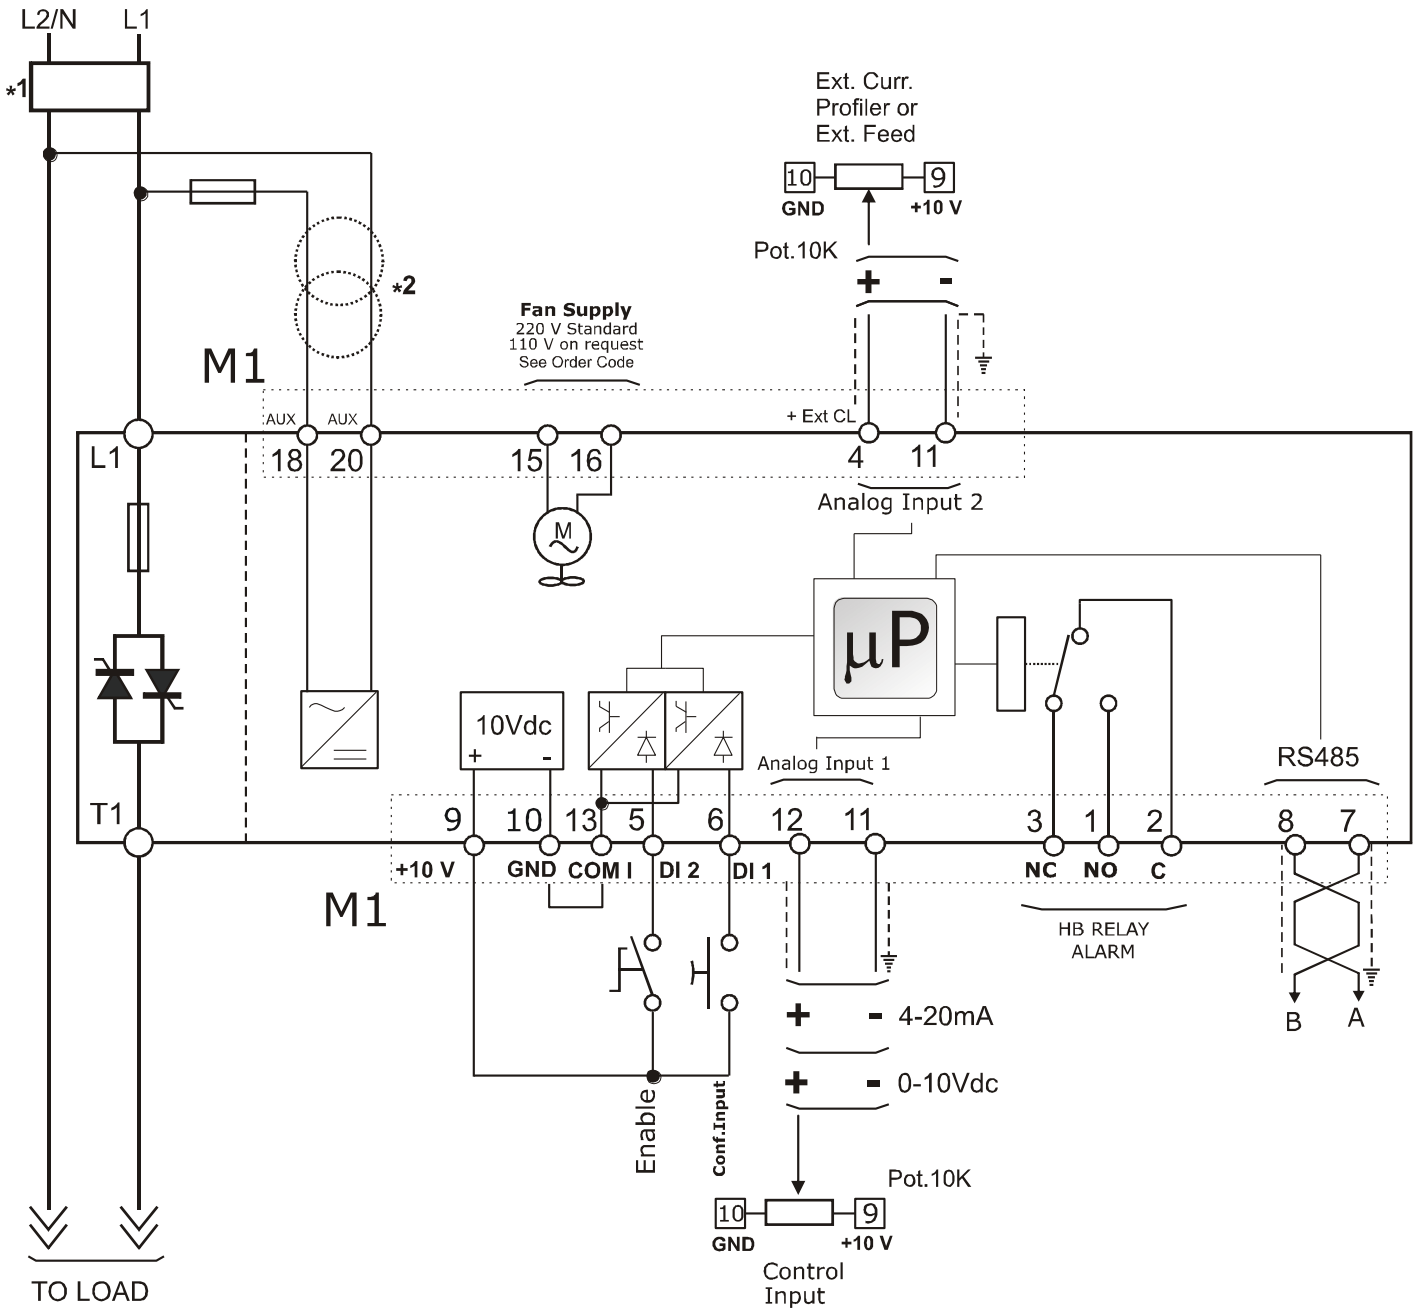 L2/N L1
*1
Ext. Curr.
Profiler or
Ext. Feed
10 9
GND +10 V
Pot.10K
+ -
*2
Fan Supply
220 V Standard
110 V on request
See Order Code
M1
AUX AUX + Ext CL
L1 18 20 15 16 4 11
Analog Input 2
M
µP
10Vdc
+ -
Analog Input 1
RS485
T1 9 10 13 5 6 12 11 3 1 2 8 7
+10 V GND COM I DI 2 DI 1 NC NO C
M1
HB RELAY
ALARM
+ - 4-20mA
B A
+ - 0-10Vdc
Enable
Conf.Input
Pot.10K
10 9
GND +10 V
Control
Input
TO LOAD